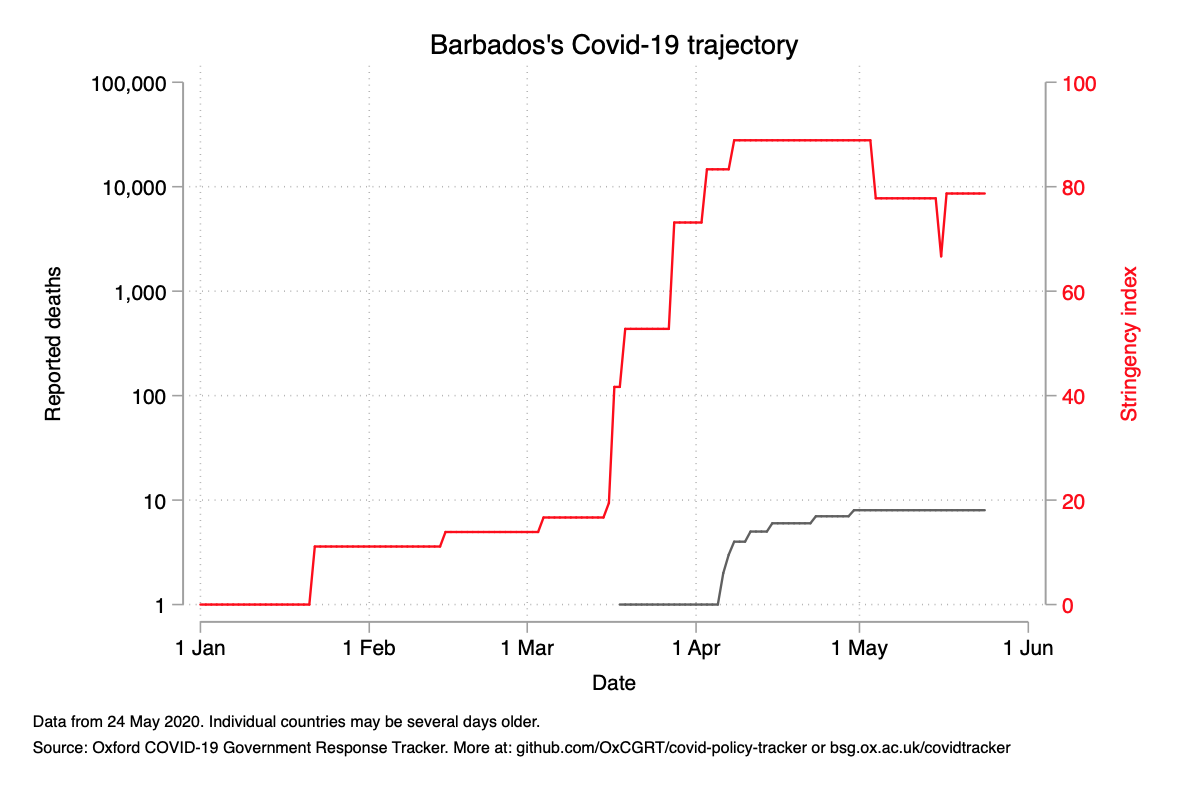 Barbados's Covid-19 trajectory
100,000
10,000
1,000
100
10
1
Reported deaths
100
80
60
40
20
0
Stringency index
1 Jan
1 Feb
1 Mar
1 Apr
1 May
1 Jun
Date
Data from 24 May 2020. Individual countries may be several days older.
Source: Oxford COVID-19 Government Response Tracker. More at: github.com/OxCGRT/covid-policy-tracker or bsg.ox.ac.uk/covidtracker